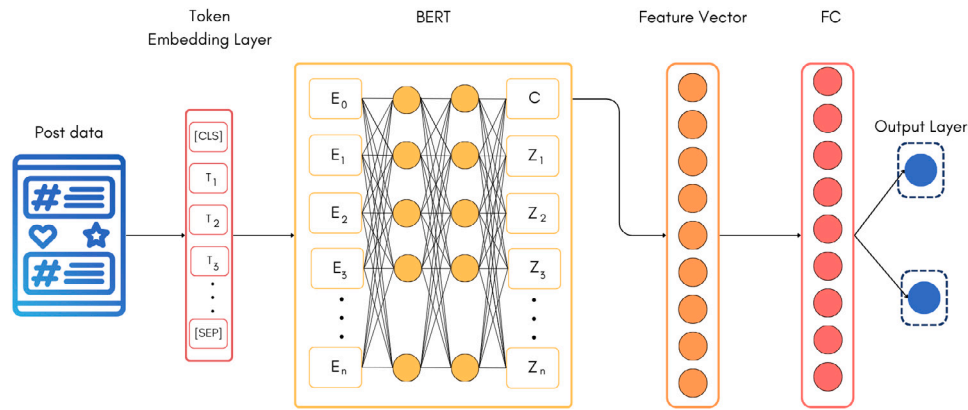 Token
Embedding Layer
BERT
Feature Vector
FC
Post data
Output Layer
#
#
[CLS]
T1
T2
T3
[SEP]
E0
E1
E2
E3
En
C
Z1
Z2
Z3
Zn